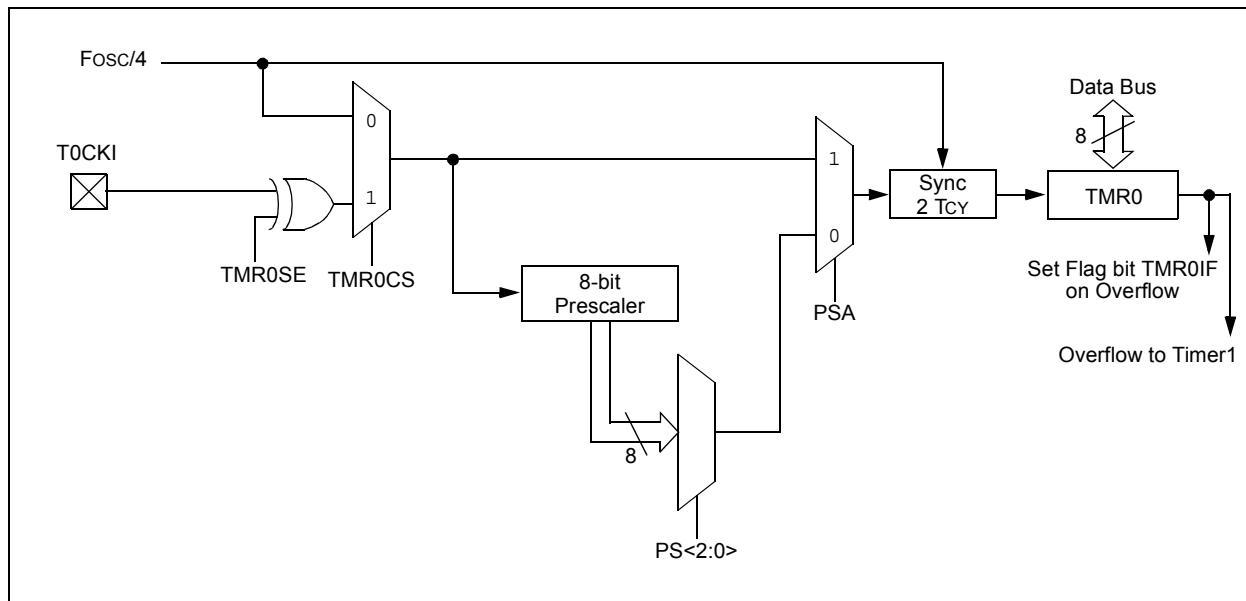 FOSC/4
Data Bus
8
T0CKI
0
1
1
0
Sync
2 TCY
TMR0
TMR0SE
TMR0CS
8-bit
Prescaler
PSA
Set Flag bit TMR0IF
on Overflow
Overflow to Timer1
8
PS<2:0>